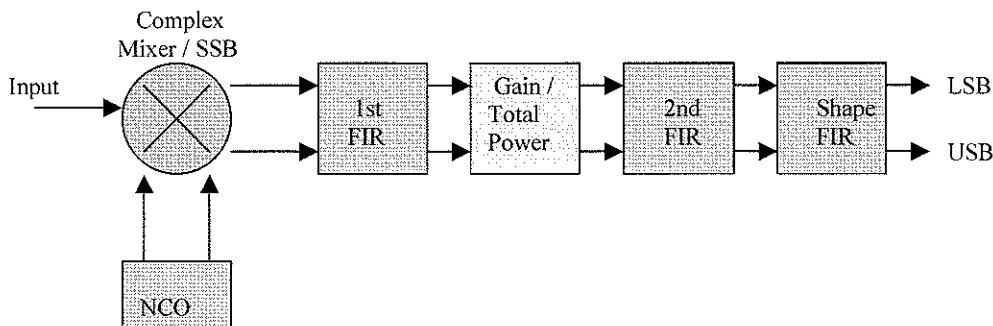 Complex
Mixer / SSB
Input
1st
FIR
Gain /
Total
Power
2nd
FIR
Shape
FIR
LSB
USB
NCO